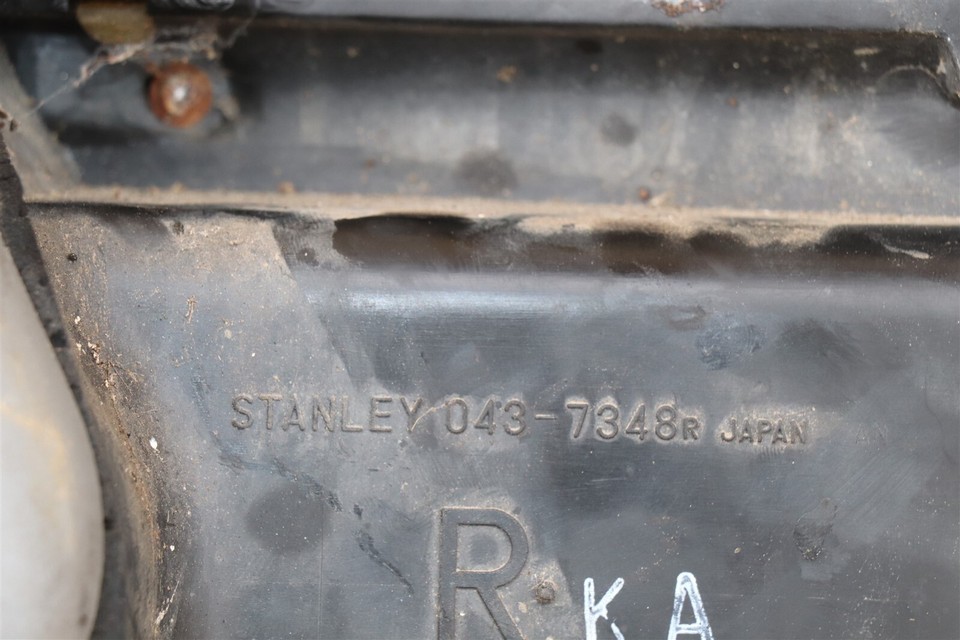 STANLEY 043-7348R JAPAN
R KA